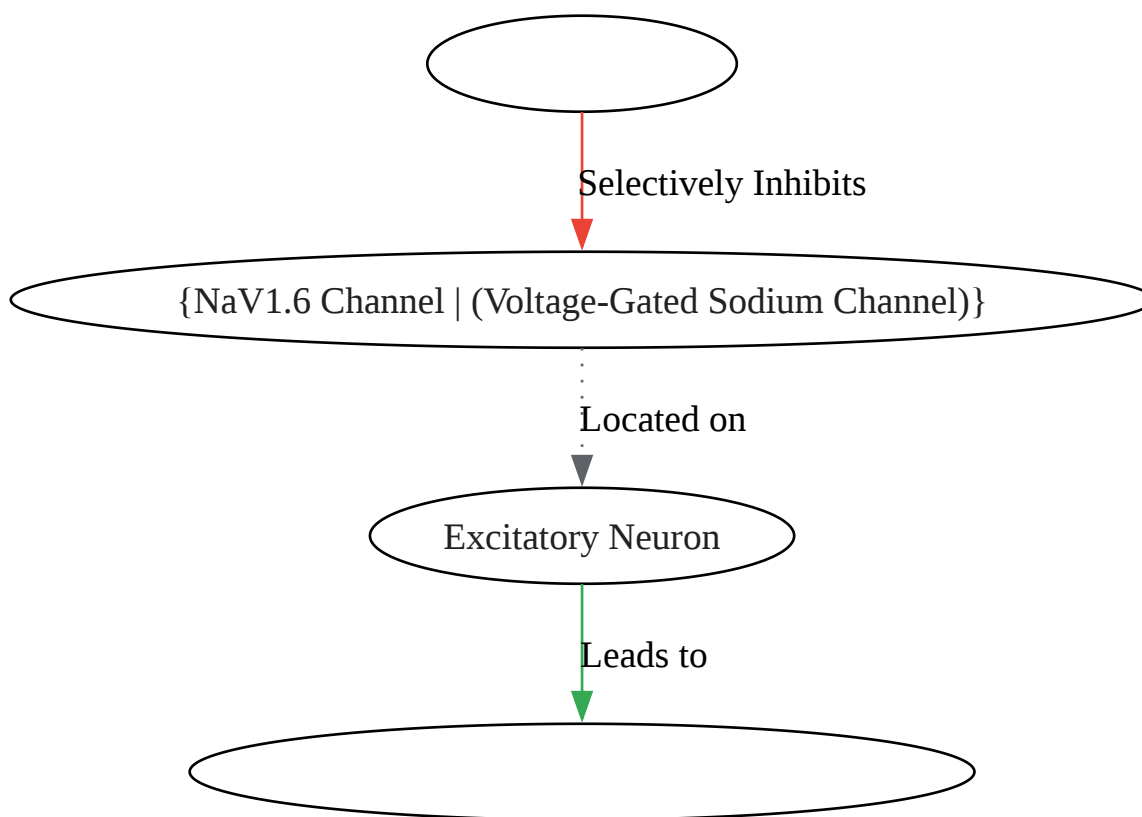 Selectively Inhibits
{NaV1.6 Channel | (Voltage-Gated Sodium Channel)}
Located on
Excitatory Neuron
Leads to